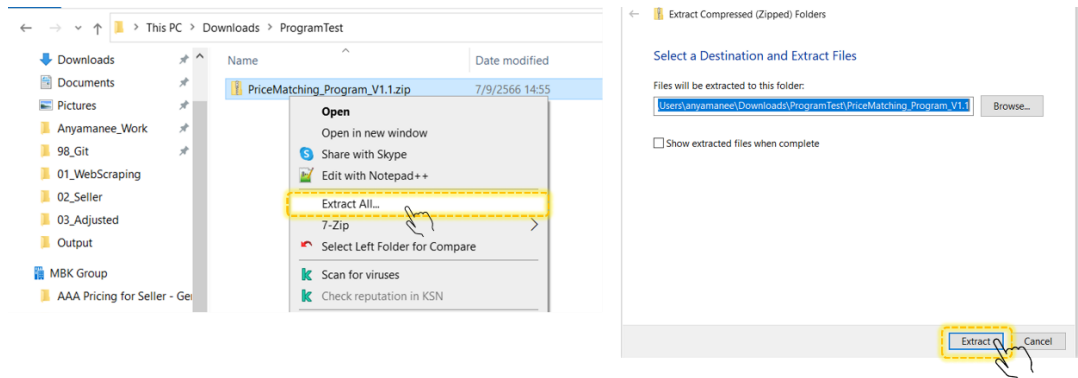 This PC > Downloads > ProgramTest
Name
Date modified
Downloads
Documents
Pictures
Anyamanee_Work
98_Git
01_WebScraping
02_Seller
03_Adjusted
Output
MBK Group
AAA Pricing for Seller - Ge
PriceMatching_Program_V1.1.zip
7/9/2566 14:55
Open
Open in new window
Share with Skype
Edit with Notepad++
Extract All...
7-Zip
Select Left Folder for Compare
Scan for viruses
Check reputation in KSN
Extract Compressed (Zipped) Folders
Select a Destination and Extract Files
Files will be extracted to this folder:
Users\anyamanee\Downloads\ProgramTest\PriceMatching_Program_V1.1
Browse...
Show extracted files when complete
Extract
Cancel